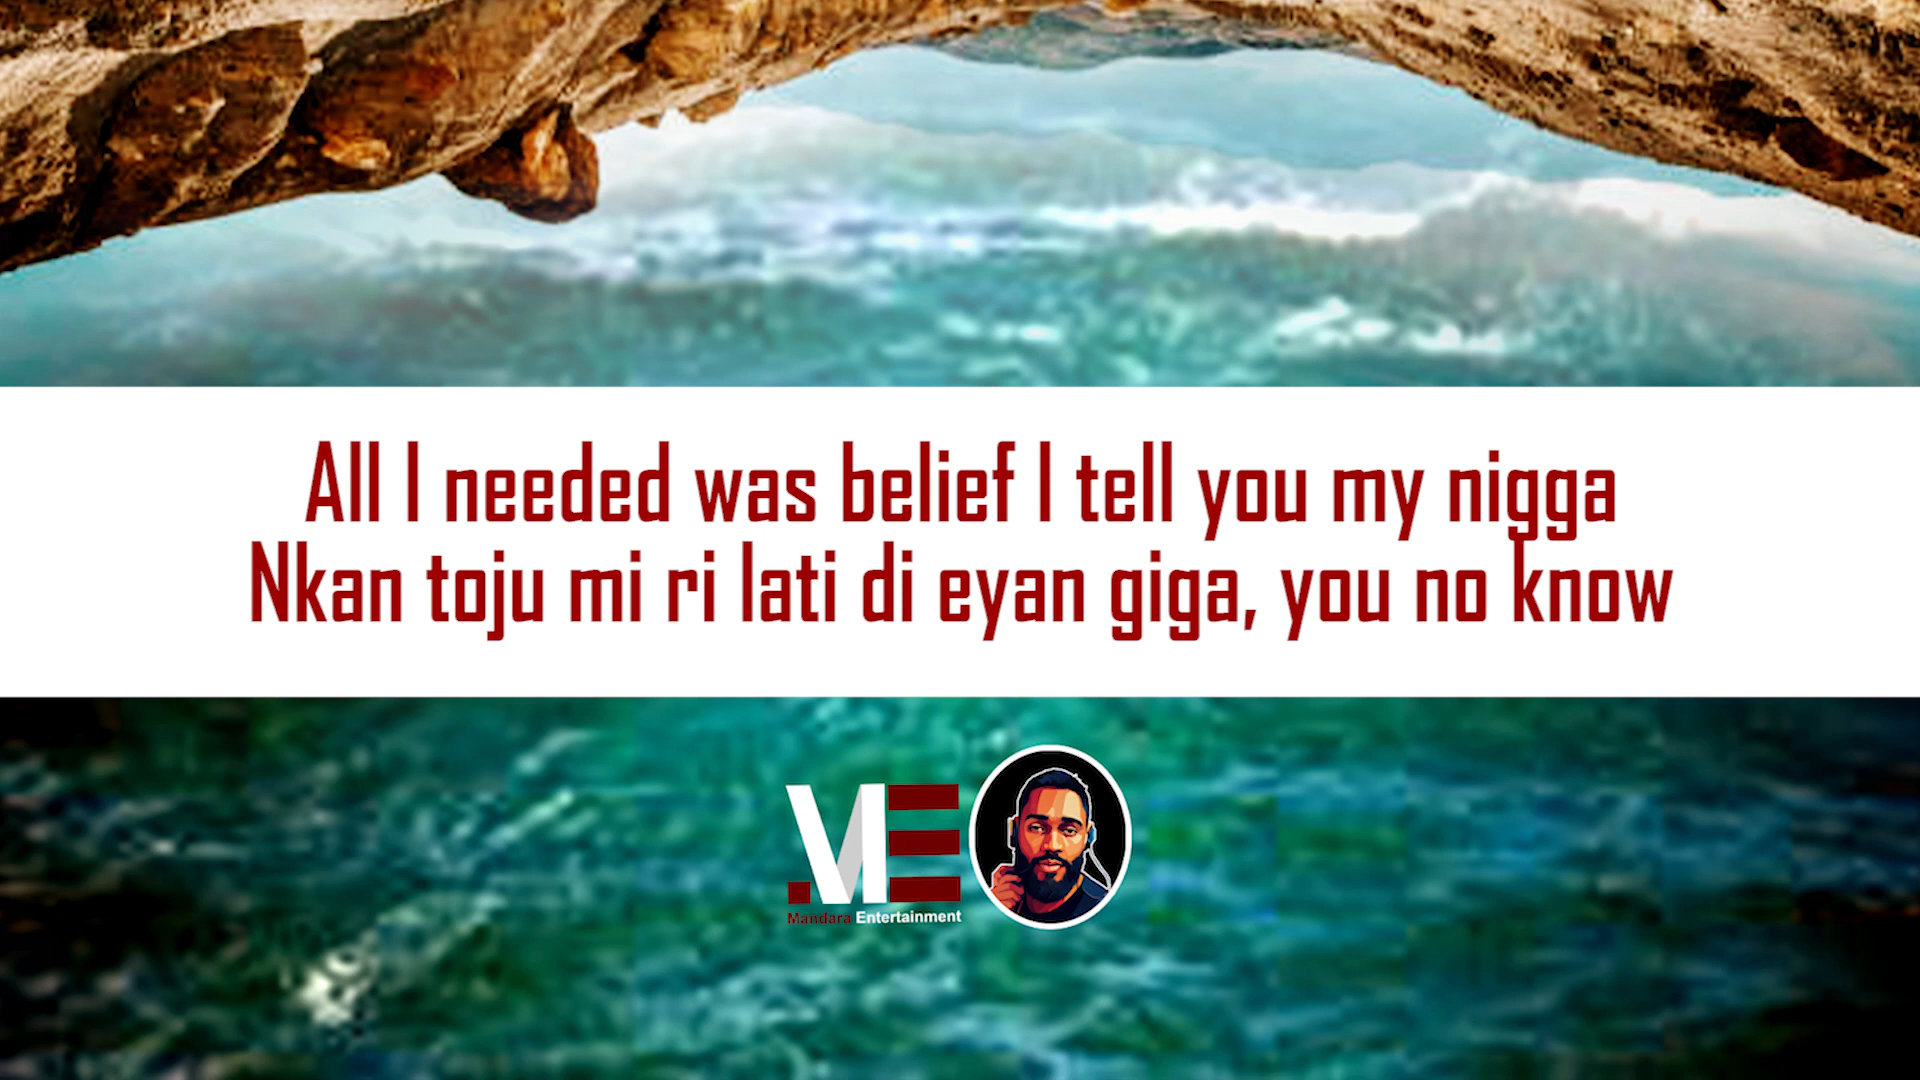 All I needed was belief I tell you my nigga
Nkan toju mi ri lati di eyan giga, you no know
Mandara Entertainment